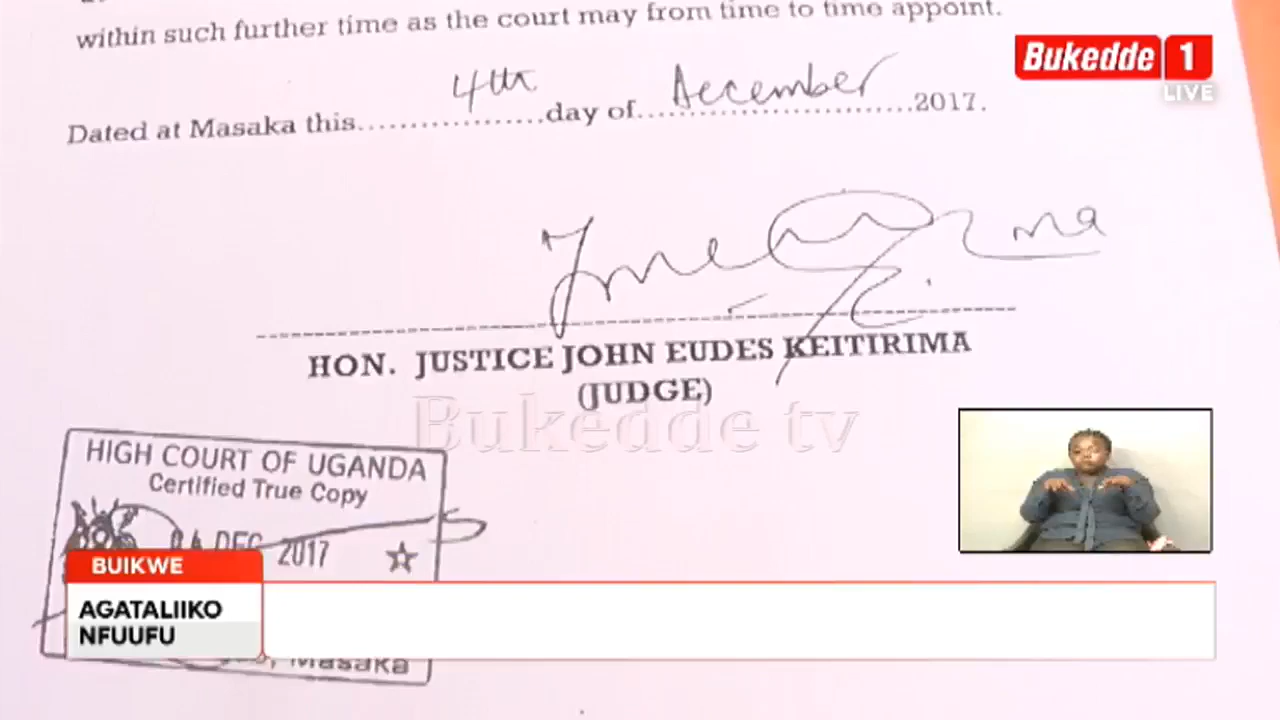 within such further time as the court may from time to time appoint.
Bukedde 1
LIVE
4th December
Dated at Masaka this..................day of..........................2017.
HON. JUSTICE JOHN EUDES KEITIRIMA
(JUDGE)
Bukedde tv
HIGH COURT OF UGANDA
Certified True Copy
04 DEC 2017
BUIKWE
AGATALIIKO
NFUUFU
Masaka